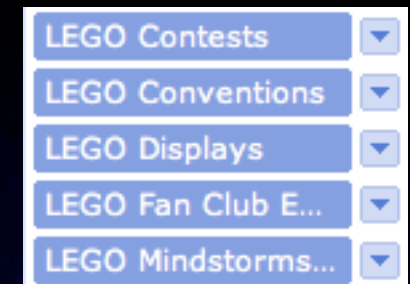 LEGO Contests
LEGO Conventions
LEGO Displays
LEGO Fan Club E...
LEGO Mindstorms...